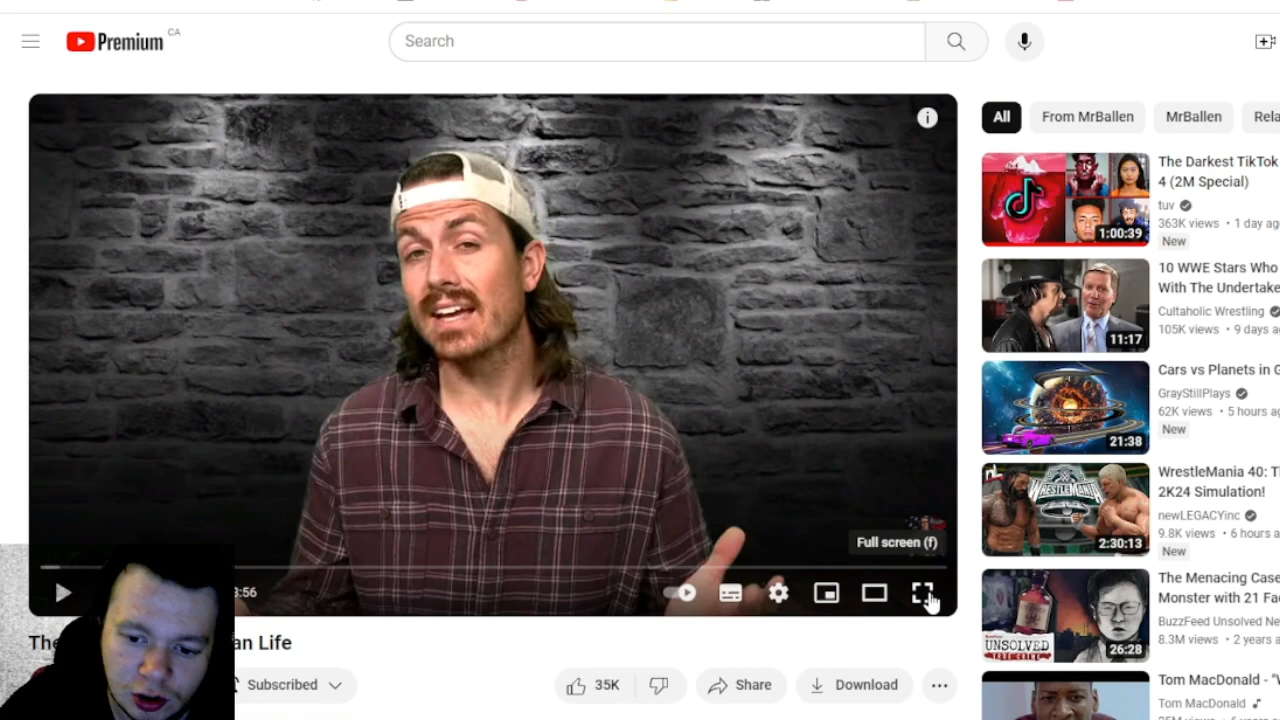 Premium CA
Search
All
From MrBallen
MrBallen
Rela
1:00:39
The Darkest TikTok
4 (2M Special)
tuv
363K views • 1 day ag
New
11:17
10 WWE Stars Who
With The Undertake
Cultaholic Wrestling
105K views • 9 days a
21:38
Cars vs Planets in G
GrayStillPlays
62K views • 5 hours a
New
WRESTLEMANIA
2:30:13
WrestleMania 40: T
2K24 Simulation!
newLEGACYinc
9.8K views • 6 hours a
New
UNSOLVED
TRUE CRIME
26:28
The Menacing Case
Monster with 21 Fac
BuzzFeed Unsolved Ne
8.3M views • 2 years a
Tom MacDonald - "W
Tom MacDonald
Full screen (f)
3:56
The
an Life
Subscribed
35K
Share
Download